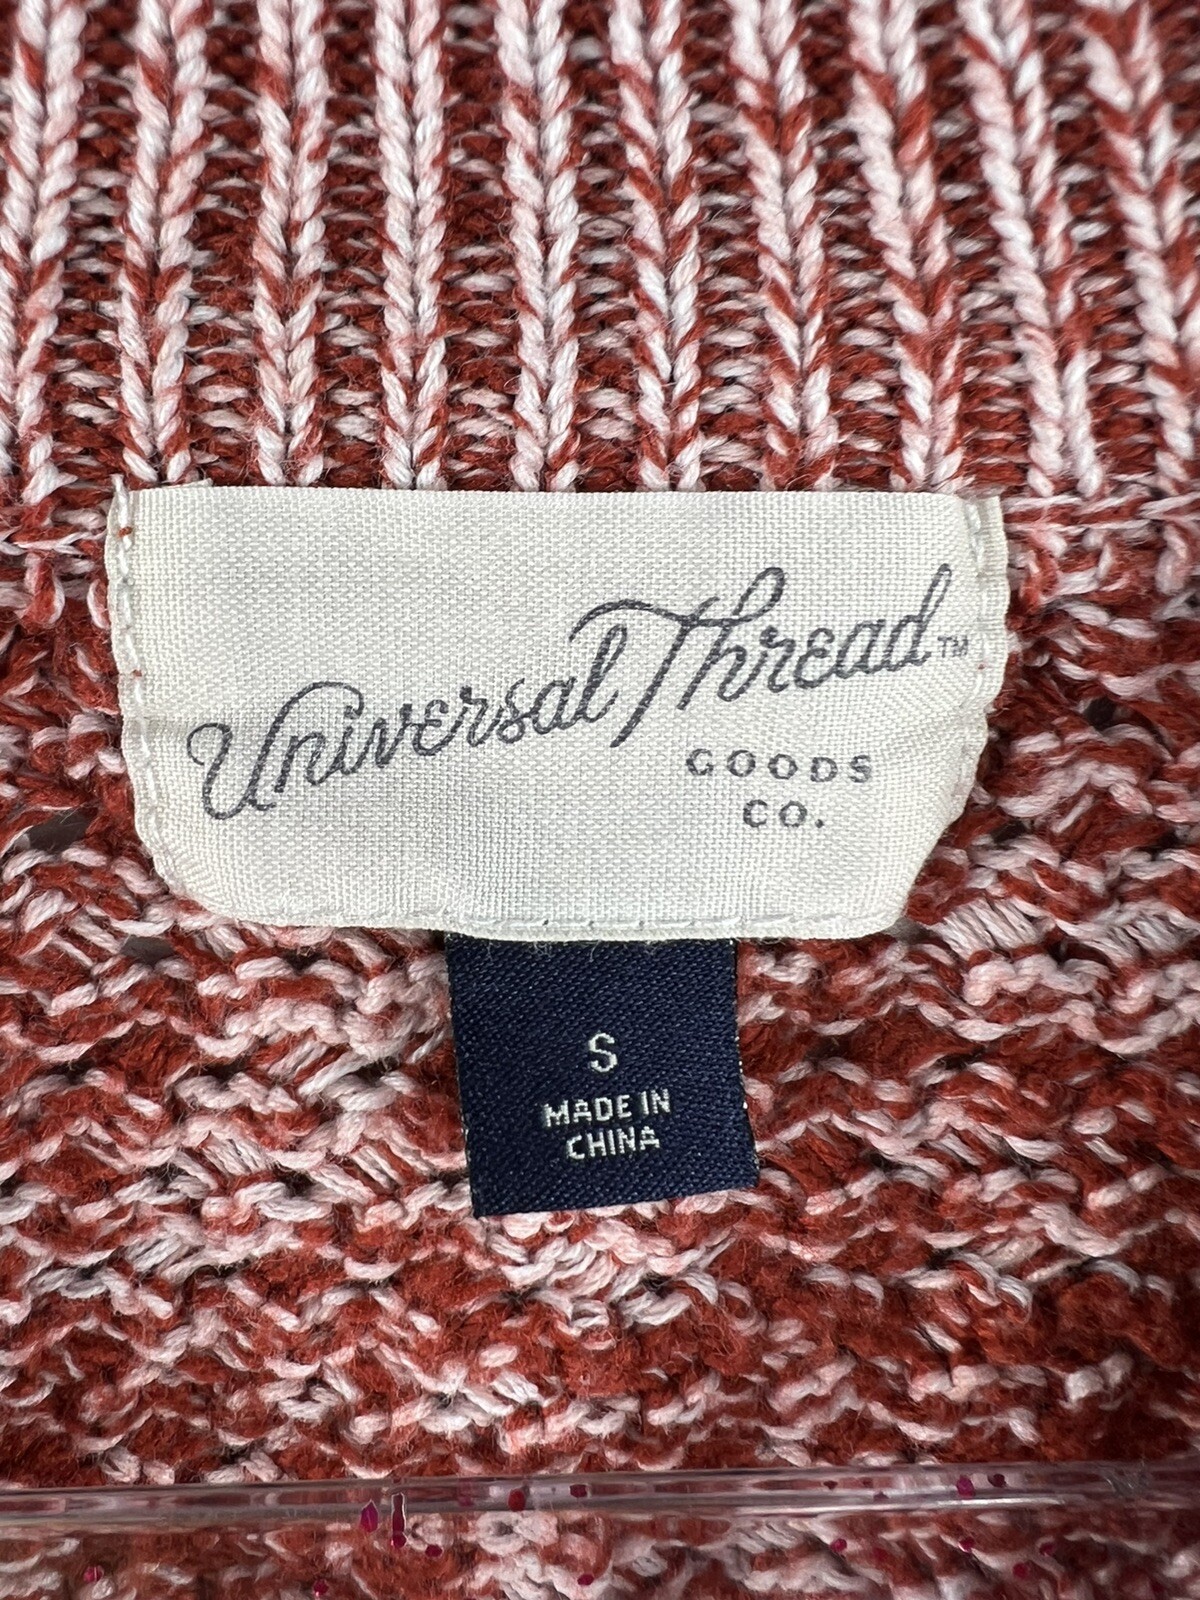 Universal Thread™
GOODS
CO.
S
MADE IN
CHINA